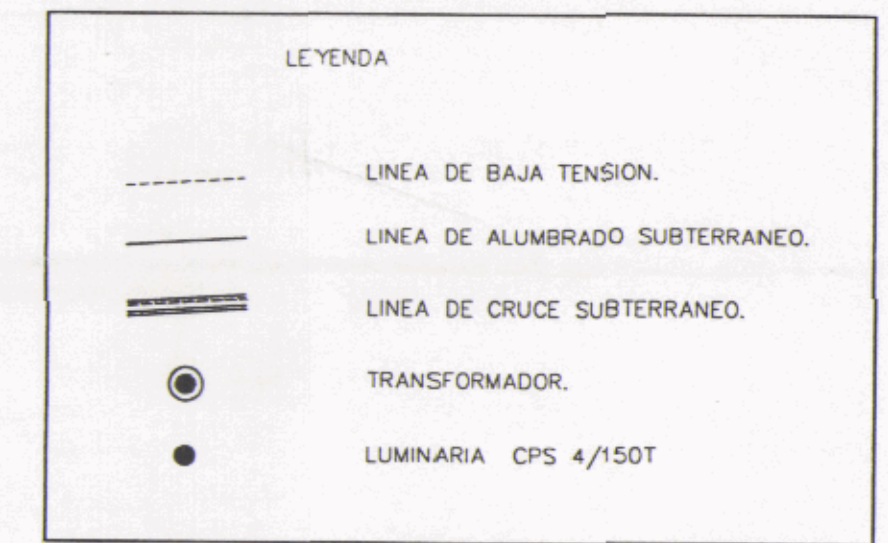 LEYENDA
LINEA DE BAJA TENSION.
LINEA DE ALUMBRADO SUBTERRANEO.
LINEA DE CRUCE SUBTERRANEO.
TRANSFORMADOR.
LUMINARIA CPS 4/150T